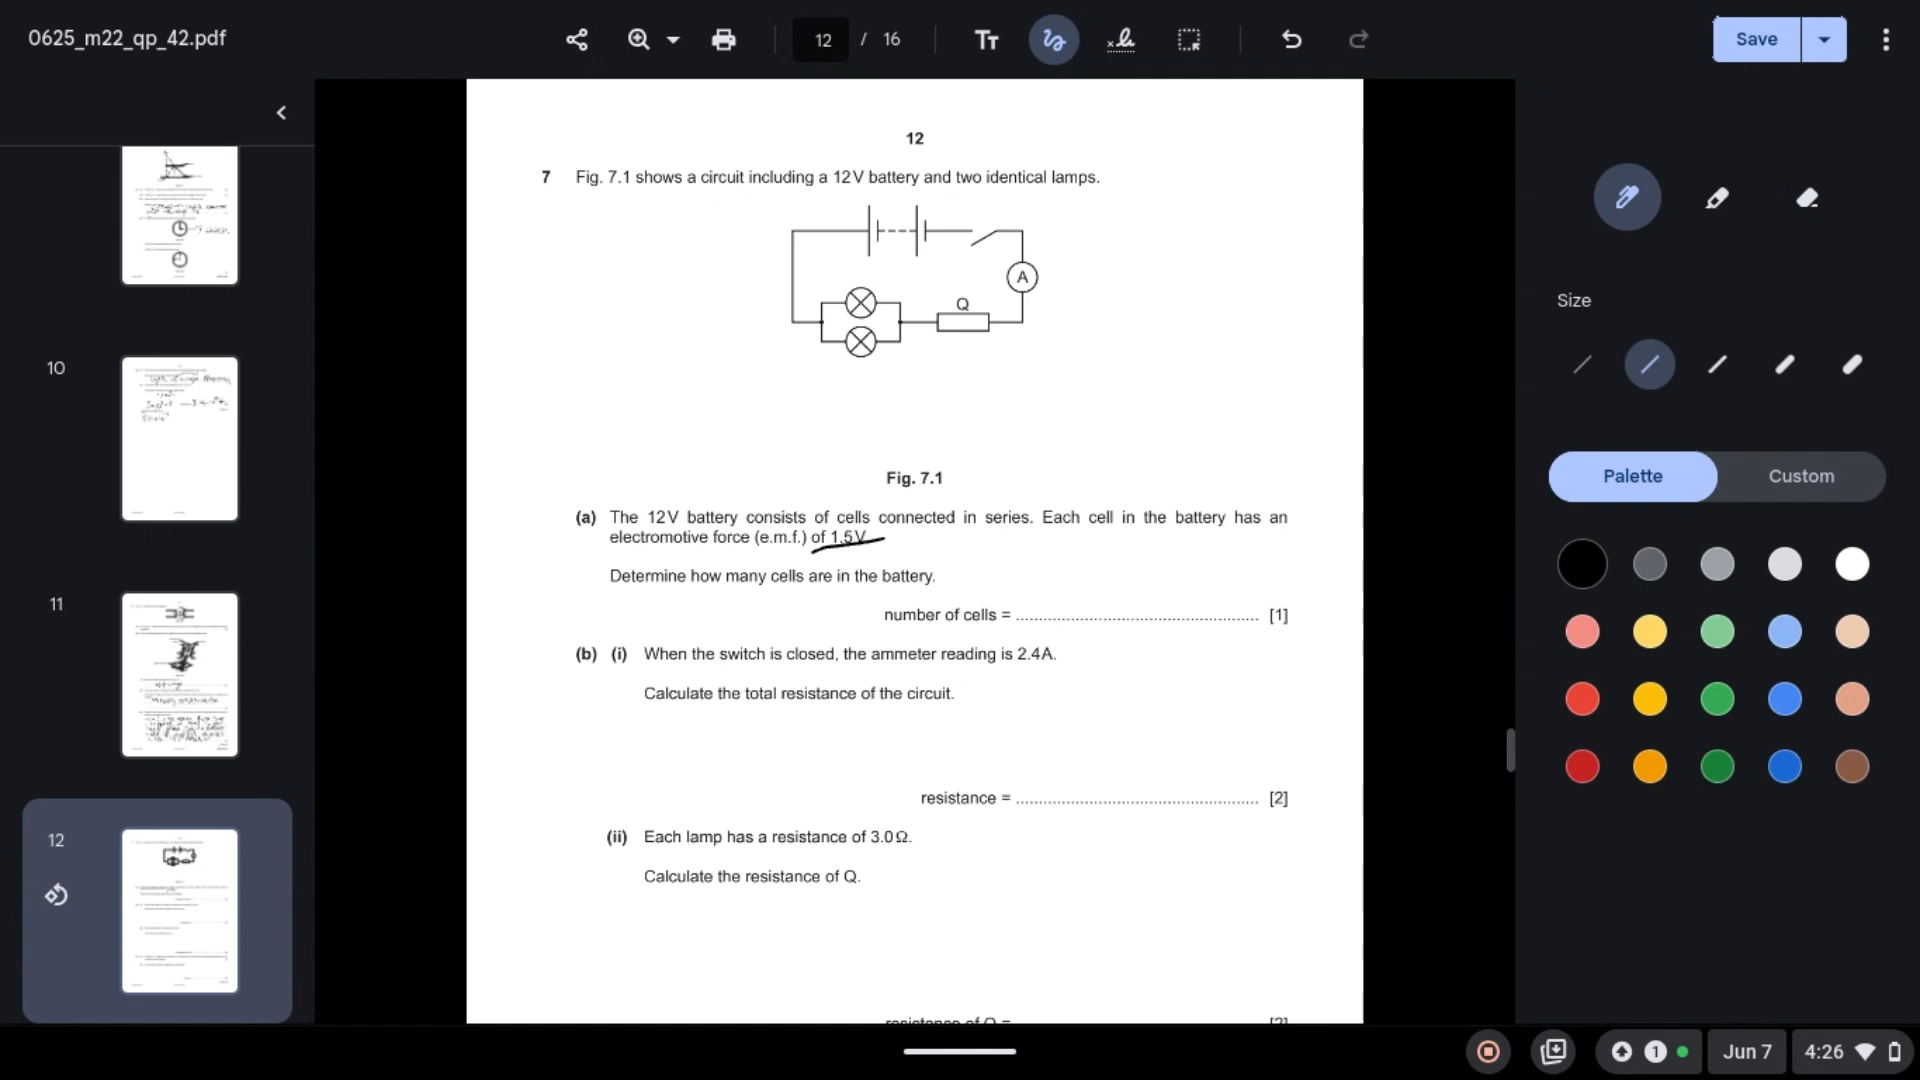 0625_m22_qp_42.pdf
12 / 16
Save
10
11
12
12
7 Fig. 7.1 shows a circuit including a 12V battery and two identical lamps.
A
Q
Fig. 7.1
(a) The 12V battery consists of cells connected in series. Each cell in the battery has an
electromotive force (e.m.f.) of 1.5V.
Determine how many cells are in the battery.
number of cells = ................................................ [1]
(b) (i) When the switch is closed, the ammeter reading is 2.4A.
Calculate the total resistance of the circuit.
resistance = ................................................ [2]
(ii) Each lamp has a resistance of 3.0Ω.
Calculate the resistance of Q.
Size
Palette
Custom
1
Jun 7
4:26